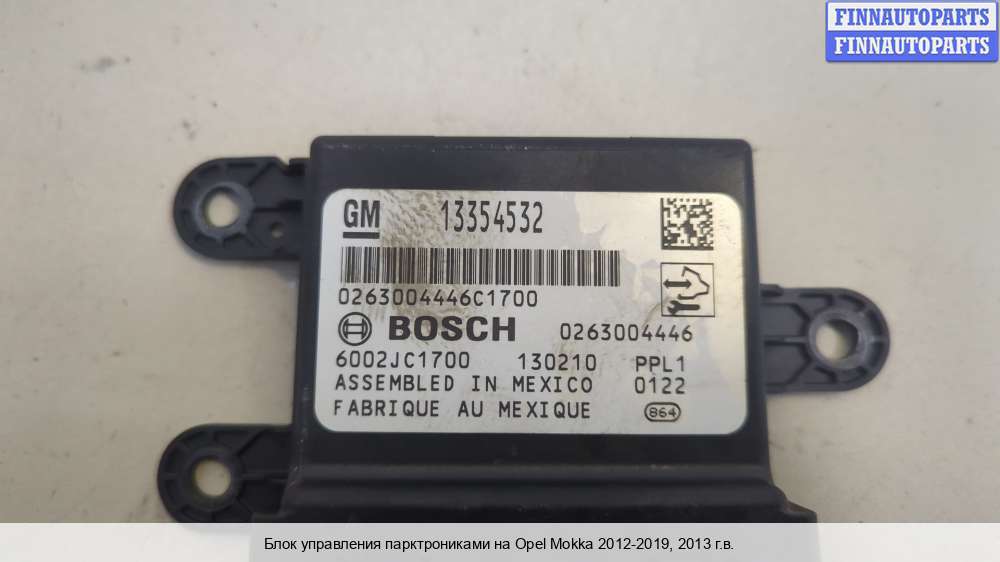 FINNAUTOPARTS
FINNAUTOPARTS
GM 13354532
0263004446C1700
BOSCH 0263004446
6002JC1700 130210 PPL1
ASSEMBLED IN MEXICO 0122
FABRIQUE AU MEXIQUE 864
Блок управления парктрониками на Opel Mokka 2012-2019, 2013 г.в.